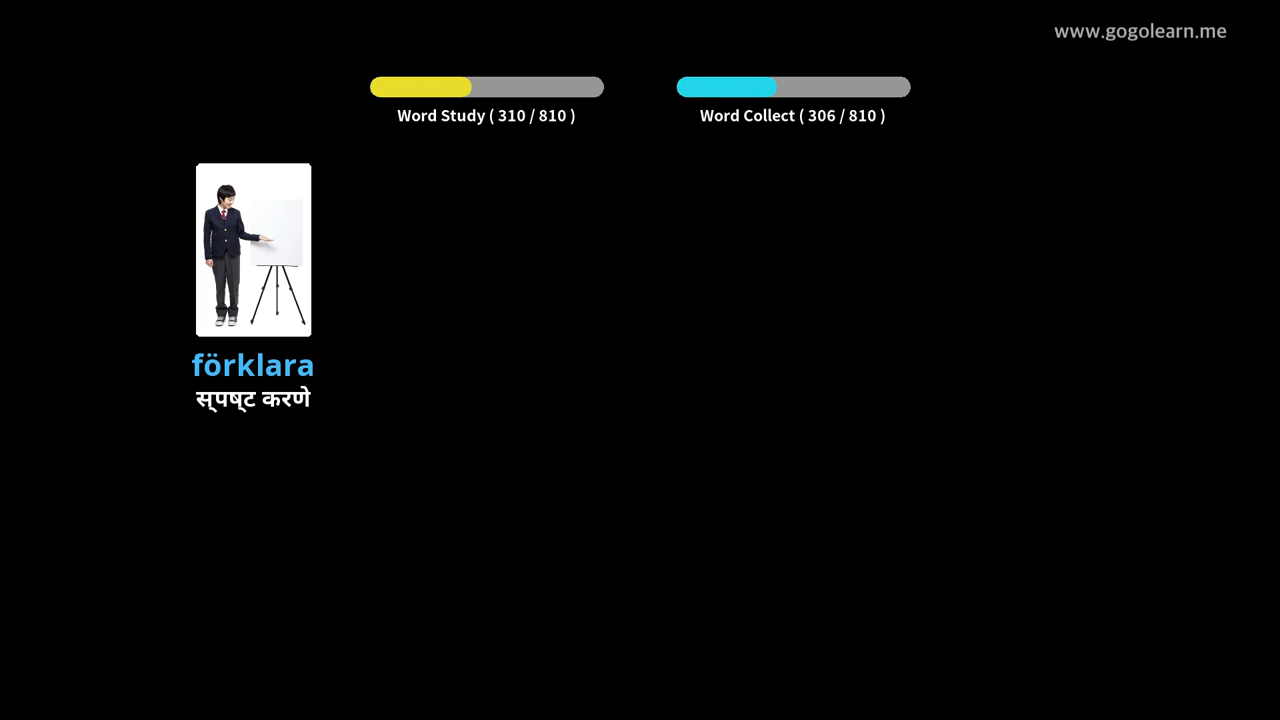 www.gogolearn.me
Word Study ( 310 / 810 )
Word Collect ( 306 / 810 )
förklara
स्पष्ट करणे